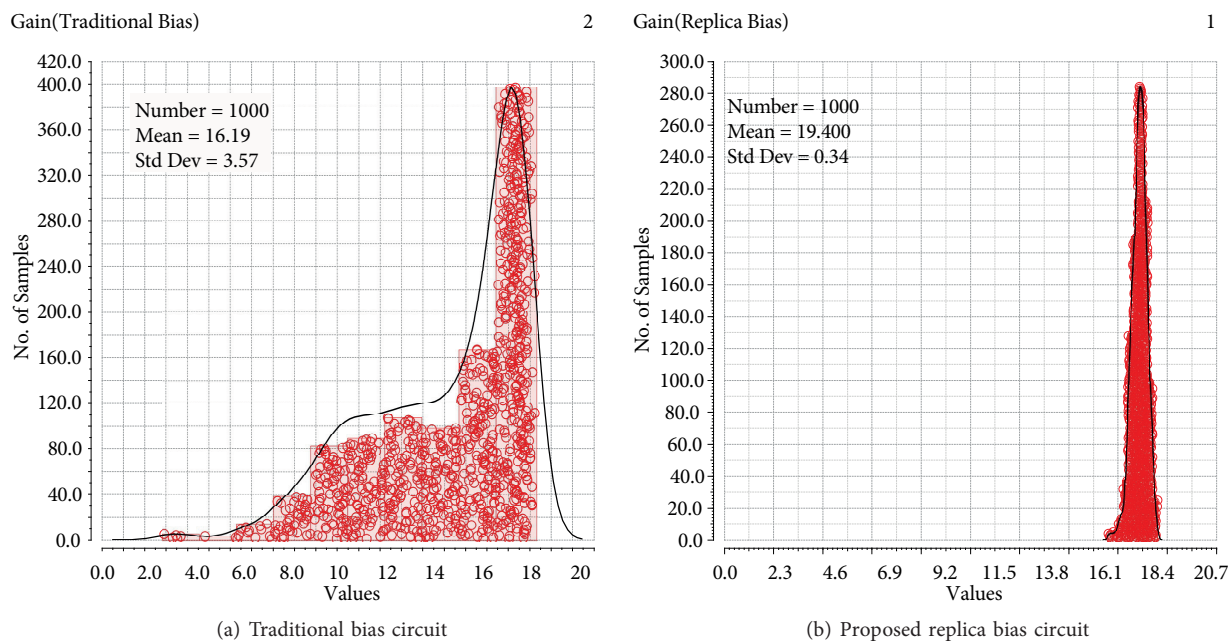 Gain(Traditional Bias) 2
420.0
400.0
360.0
320.0
280.0
240.0
200.0
160.0
120.0
80.0
40.0
0.0
No. of Samples
Number = 1000
Mean = 16.19
Std Dev = 3.57
0.0 2.0 4.0 6.0 8.0 10 12 14 16 18 20
Values
(a) Traditional bias circuit
Gain(Replica Bias) 1
300.0
280.0
260.0
240.0
220.0
200.0
180.0
160.0
140.0
120.0
100.0
80.0
60.0
40.0
20.0
0.0
No. of Samples
Number = 1000
Mean = 19.400
Std Dev = 0.34
0.0 2.3 4.6 6.9 9.2 11.5 13.8 16.1 18.4 20.7
Values
(b) Proposed replica bias circuit